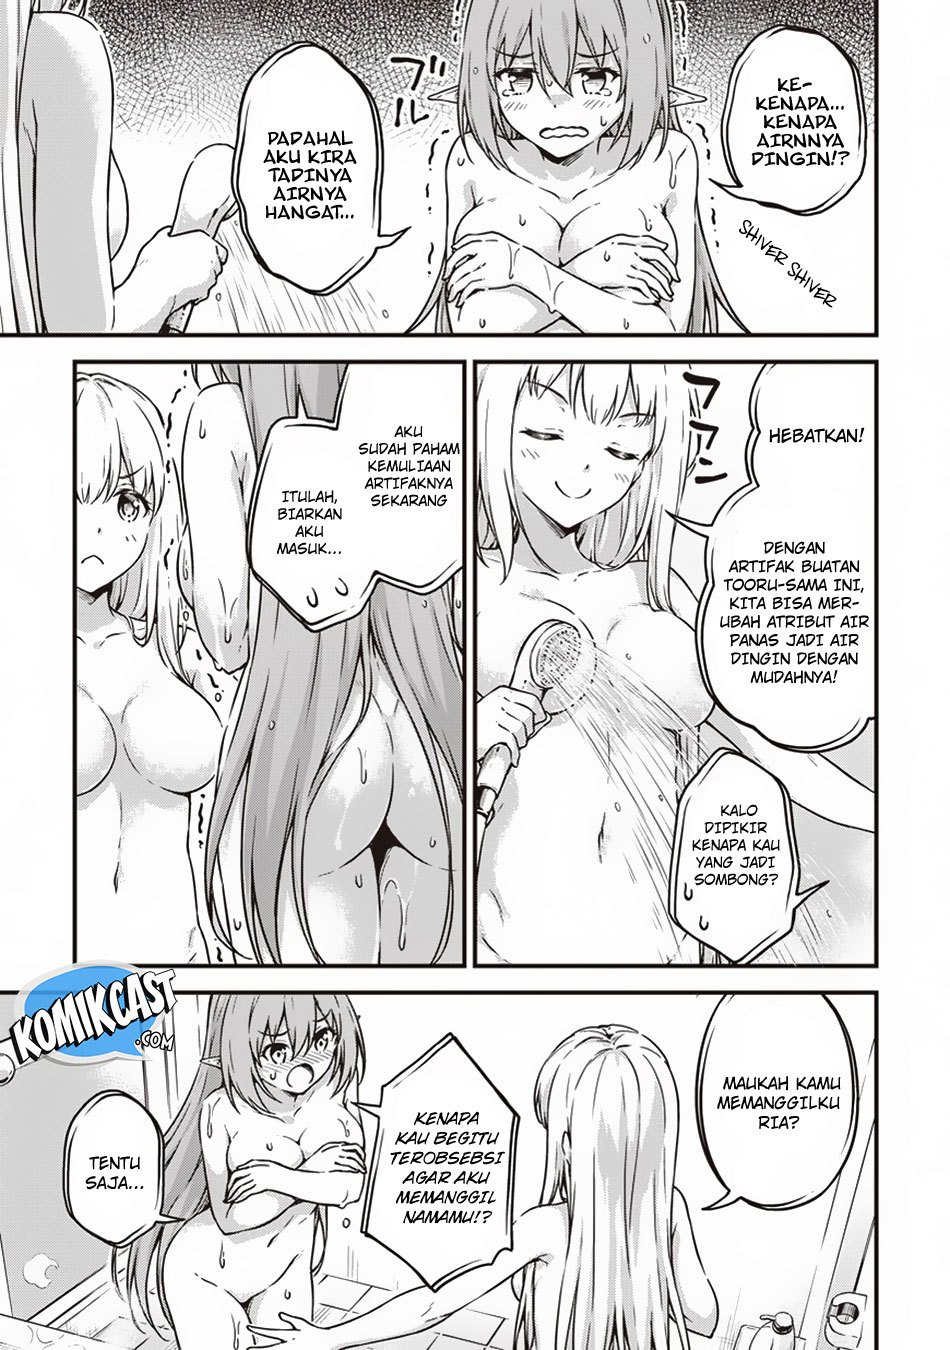 KE-
KENAPA...
KENAPA
AIRNNYA
DINGIN!?
SHIVER SHIVER
ブル
PADAHAL
AKU KIRA
TADINYA
AIRNYA
HANGAT...
HEBATKAN!
フフン
DENGAN
ARTIFAK BUATAN
TOORU-SAMA INI,
KITA BISA MER-
UBAH ATRIBUT AIR
PANAS JADI AIR
DINGIN DENGAN
MUDAHNYA!
KALO
DIPIKIR
KENAPA KAU
YANG JADI
SOMBONG?
AKU
SUDAH PAHAM
KEMULIAAN
ARTIFAKNYA
SEKARANG
ITULAH,
BIARKAN
AKU
MASUK...
KOMIKCAST
.COM
MAUKAH KAMU
MEMANGGILKU
RIA?
KENAPA
KAU BEGITU
TEROBSEBSI
AGAR AKU
MEMANGGIL
NAMAMU!?
TENTU
SAJA...